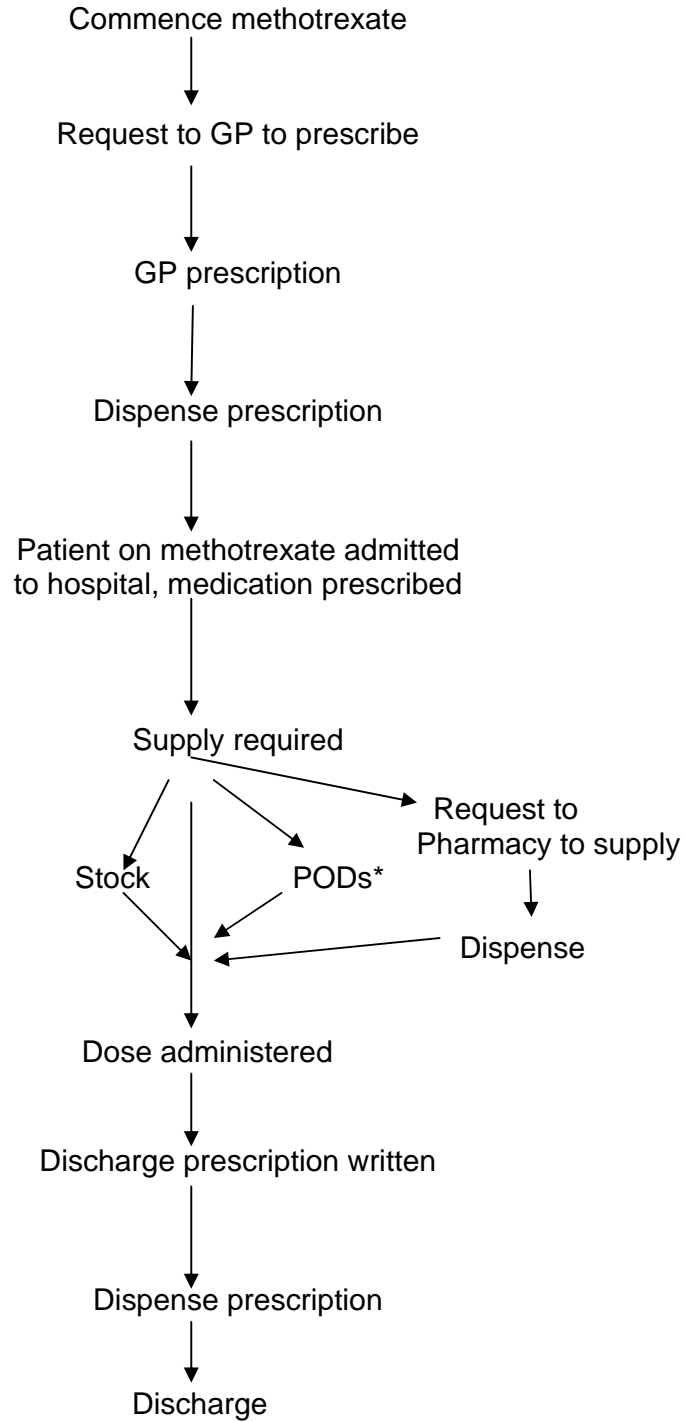 Commence methotrexate
Request to GP to prescribe
GP prescription
Dispense prescription
Patient on methotrexate admitted
to hospital, medication prescribed
Supply required
Request to
Pharmacy to supply
Stock
PODs*
Dispense
Dose administered
Discharge prescription written
Dispense prescription
Discharge